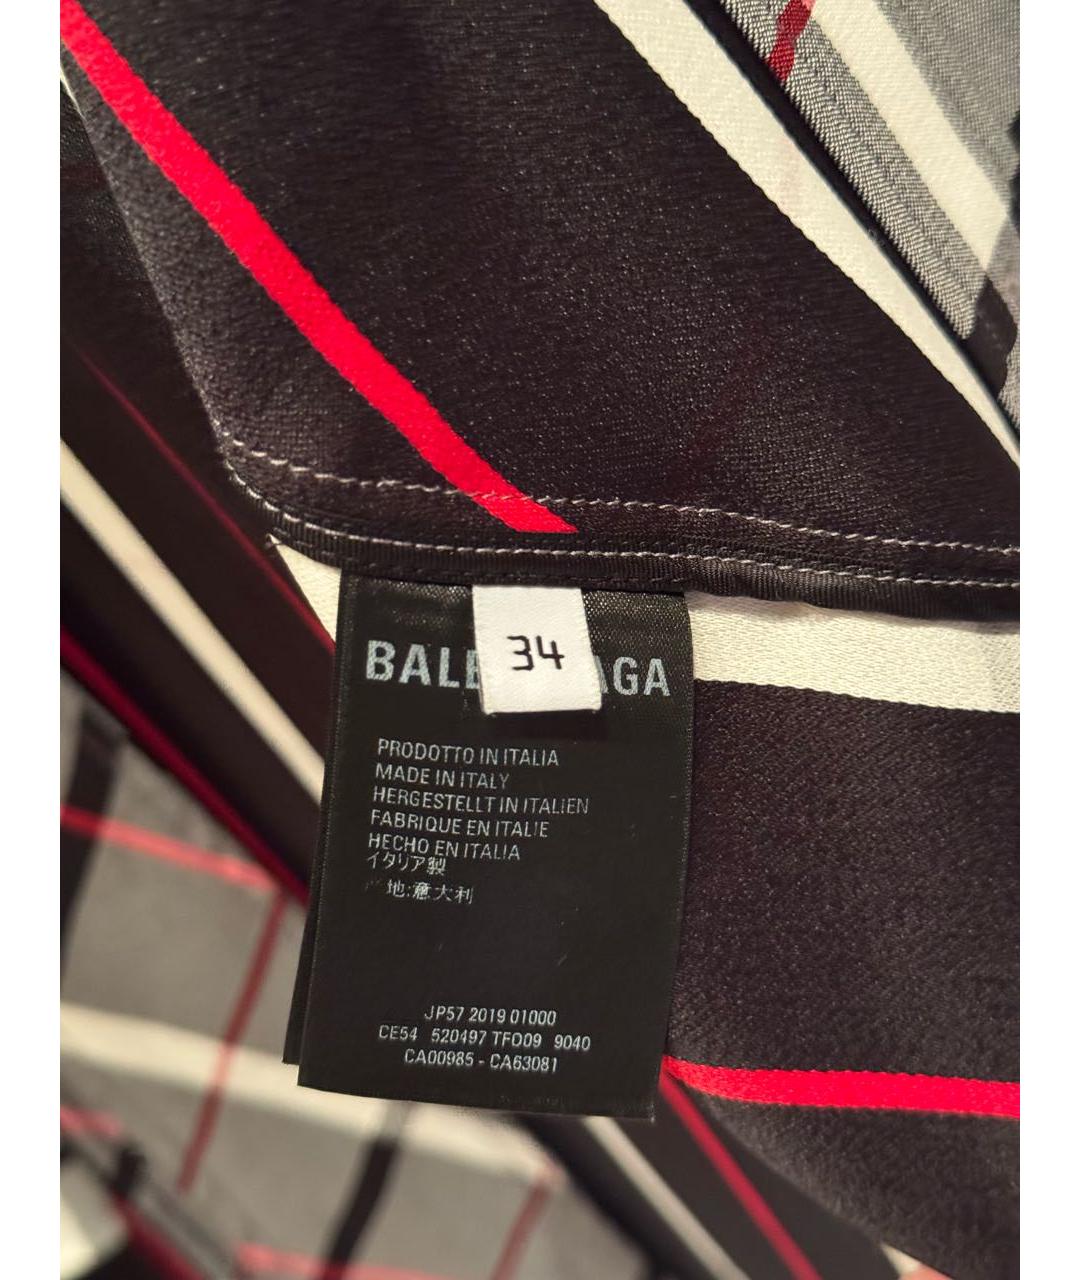 34
BALE AGA
PRODOTTO IN ITALIA
MADE IN ITALY
HERGESTELLT IN ITALIEN
FABRIQUE EN ITALIE
HECHO EN ITALIA
イタリア製
地:意大利
JP57 2019 01000
CE54 520497 TFO09 9040
CA00985 - CA63081